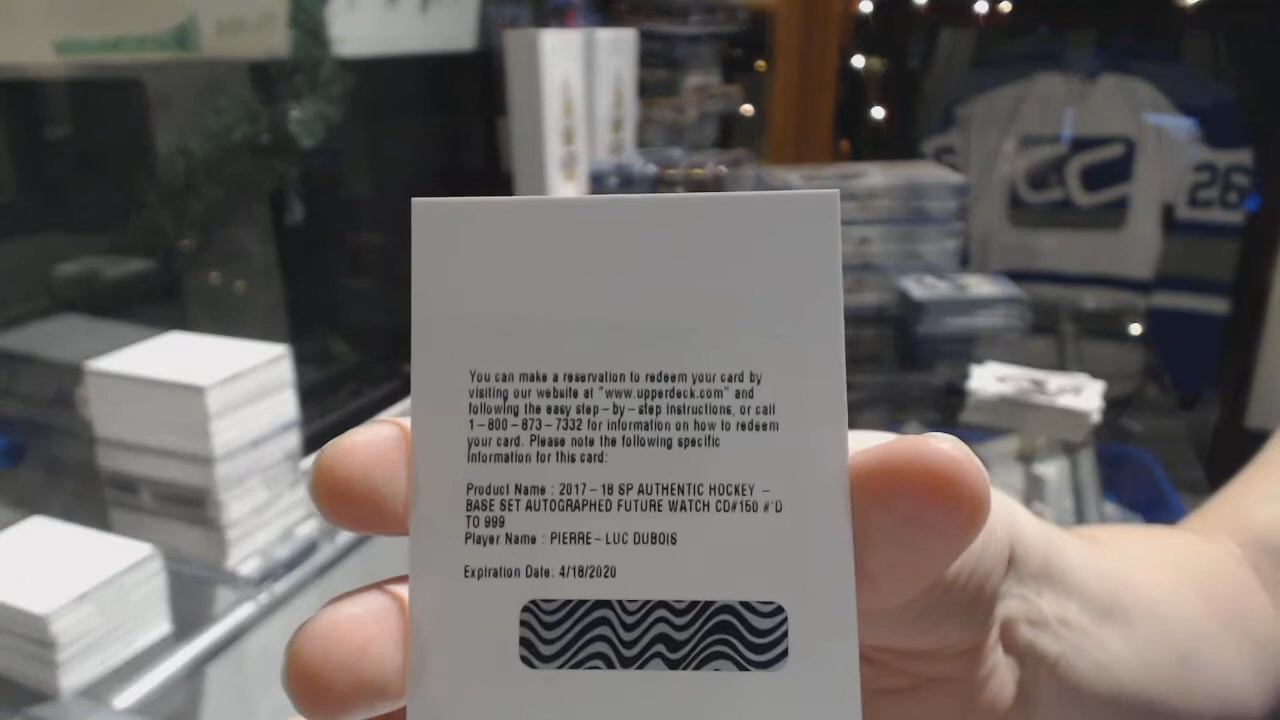 You can make a reservation to redeem your card by
visiting our website at "www.upperdeck.com" and
following the easy step-by-step instructions, or call
1-800-873-7332 for information on how to redeem
your card. Please note the following specific
information for this card:
Product Name : 2017-18 SP AUTHENTIC HOCKEY -
BASE SET AUTOGRAPHED FUTURE WATCH CD#150 #'D
TO 999
Player Name : PIERRE-LUC DUBOIS
Expiration Date: 4/18/2020
CC
26